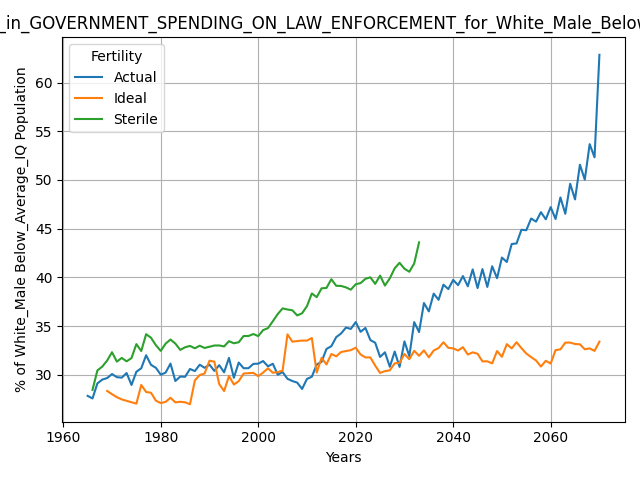 _in_GOVERNMENT_SPENDING_ON_LAW_ENFORCEMENT_for_White_Male_Below
Fertility
Actual
Ideal
Sterile
% of White_Male Below_Average_IQ Population
60
55
50
45
40
35
30
1960
1980
2000
2020
2040
2060
Years